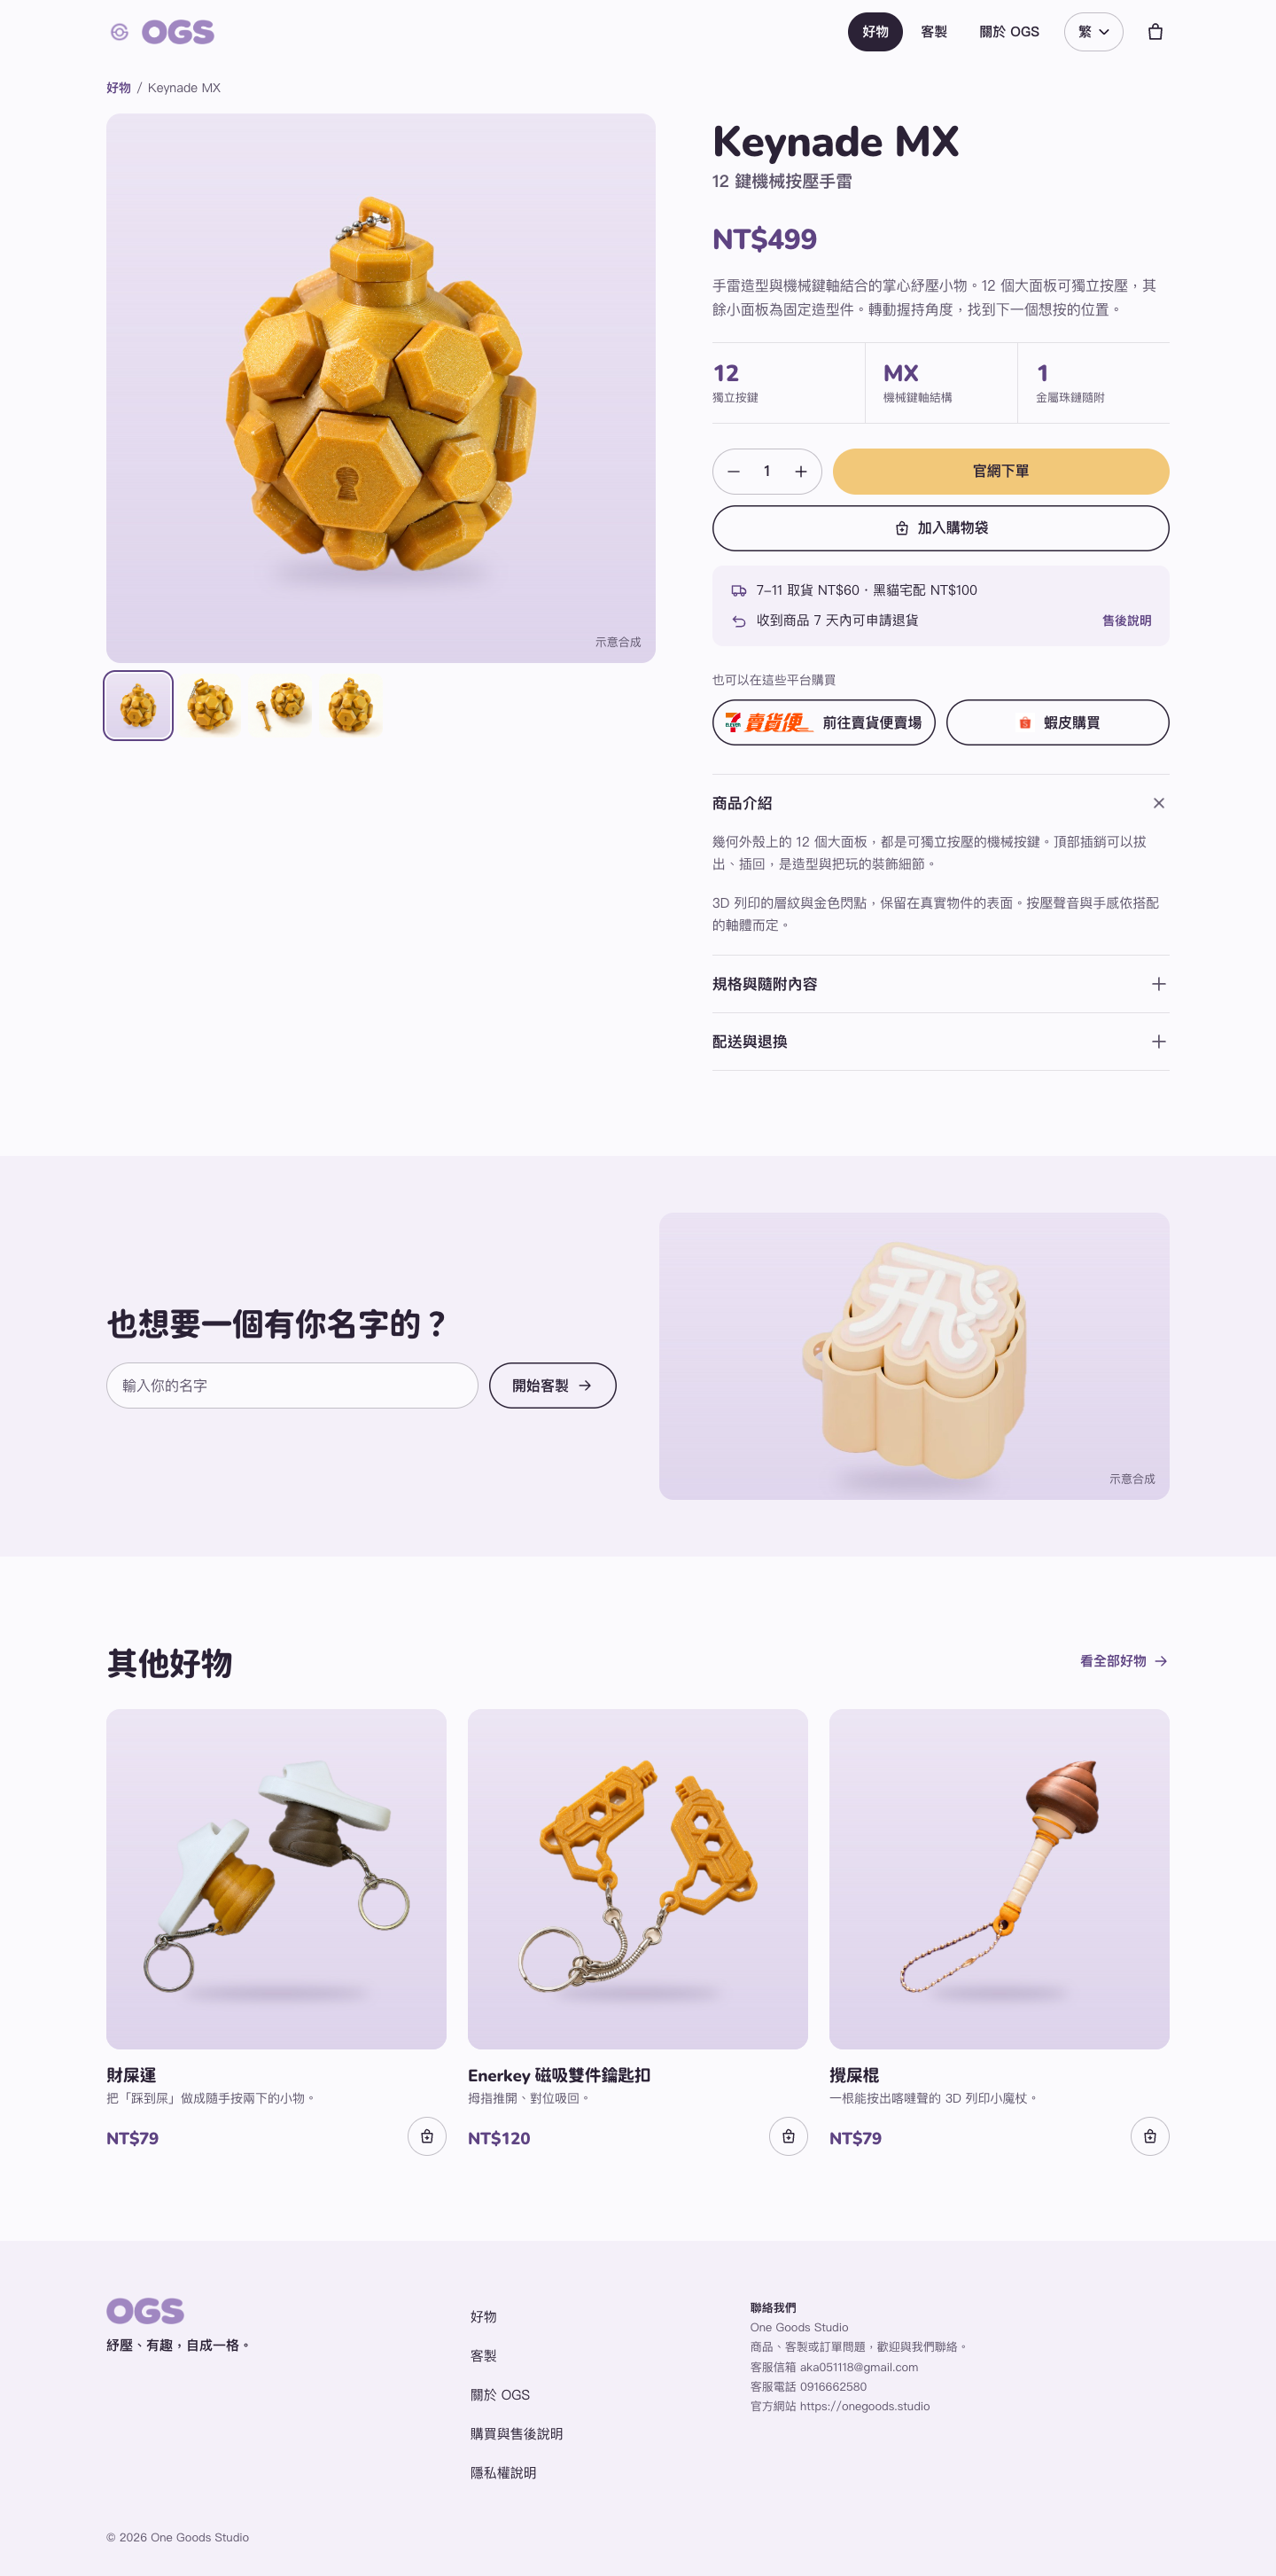 OGS
好物
客製
關於 OGS
繁
好物 / Keynade MX
示意合成
Keynade MX
12 鍵機械按壓手雷
NT$499
手雷造型與機械鍵軸結合的掌心紓壓小物。12 個大面板可獨立按壓，其
餘小面板為固定造型件。轉動握持角度，找到下一個想按的位置。
12
獨立按鍵
MX
機械鍵軸結構
1
金屬珠鏈隨附
1
官網下單
加入購物袋
7–11 取貨 NT$60・黑貓宅配 NT$100
收到商品 7 天內可申請退貨
售後說明
也可以在這些平台購買
7 ELEVEN 賣貨便 前往賣貨便賣場
蝦皮購買
商品介紹
幾何外殼上的 12 個大面板，都是可獨立按壓的機械按鍵。頂部插銷可以拔
出、插回，是造型與把玩的裝飾細節。
3D 列印的層紋與金色閃點，保留在真實物件的表面。按壓聲音與手感依搭配
的軸體而定。
規格與隨附內容
配送與退換
也想要一個有你名字的？
輸入你的名字
開始客製
飛
示意合成
其他好物
看全部好物
財屎運
把「踩到屎」做成隨手按兩下的小物。
NT$79
Enerkey 磁吸雙件鑰匙扣
拇指推開、對位吸回。
NT$120
攪屎棍
一根能按出喀噠聲的 3D 列印小魔杖。
NT$79
OGS
紓壓、有趣，自成一格。
好物
客製
關於 OGS
購買與售後說明
隱私權說明
聯絡我們
One Goods Studio
商品、客製或訂單問題，歡迎與我們聯絡。
客服信箱 aka051118@gmail.com
客服電話 0916662580
官方網站 https://onegoods.studio
© 2026 One Goods Studio